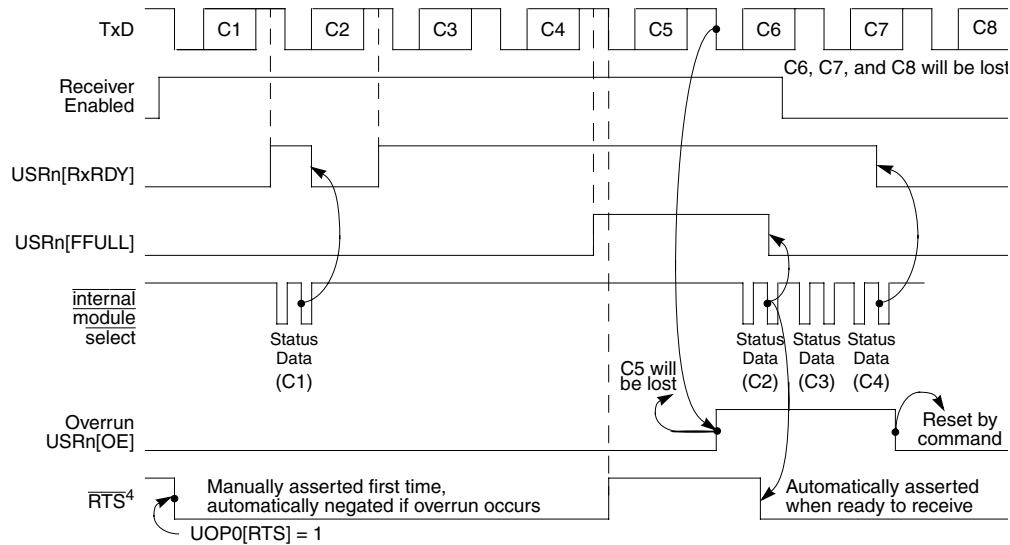 TxD
C1
C2
C3
C4
C5
C6
C7
C8
C6, C7, and C8 will be lost
Receiver
Enabled
USRn[RxRDY]
USRn[FFULL]
internal
module
select
Status
Data
(C1)
Status
Data
(C2)
Status
Data
(C3)
Status
Data
(C4)
C5 will
be lost
Overrun
USRn[OE]
Reset by
command
RTS4
Manually asserted first time,
automatically negated if overrun occurs
Automatically asserted
when ready to receive
UOP0[RTS] = 1